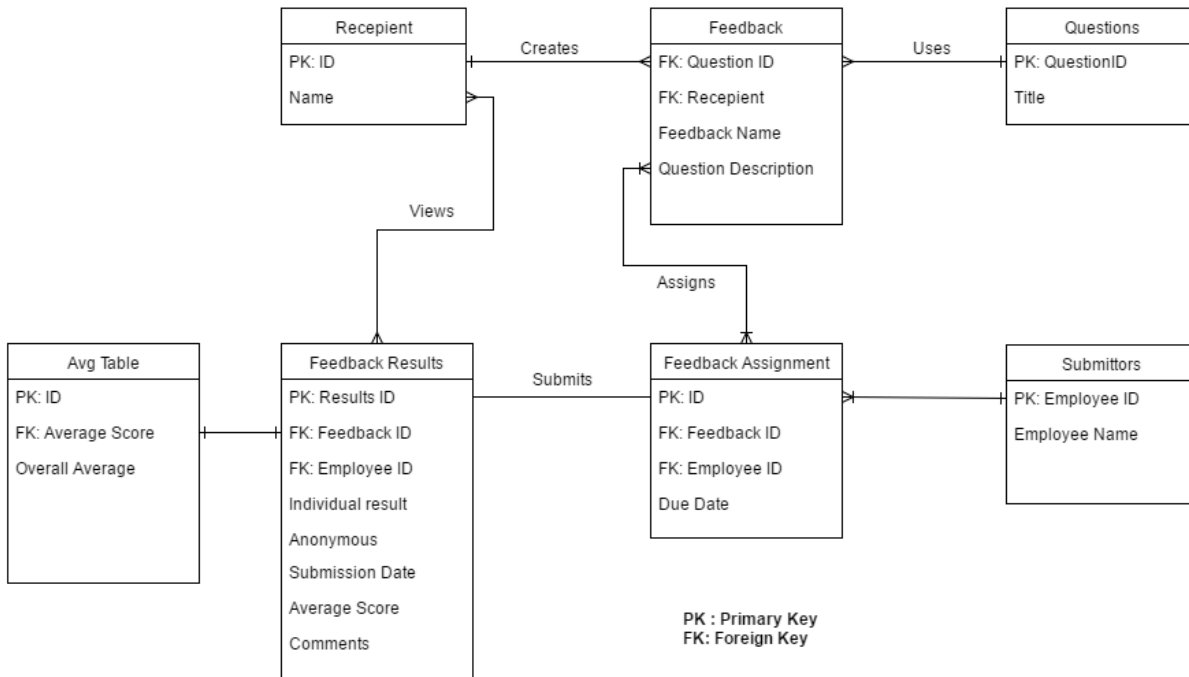 Recepient
PK: ID
Name
Creates
Feedback
FK: Question ID
FK: Recepient
Feedback Name
Question Description
Uses
Questions
PK: QuestionID
Title
Views
Assigns
Avg Table
PK: ID
FK: Average Score
Overall Average
Feedback Results
PK: Results ID
FK: Feedback ID
FK: Employee ID
Individual result
Anonymous
Submission Date
Average Score
Comments
Submits
Feedback Assignment
PK: ID
FK: Feedback ID
FK: Employee ID
Due Date
Submittors
PK: Employee ID
Employee Name
PK : Primary Key
FK: Foreign Key